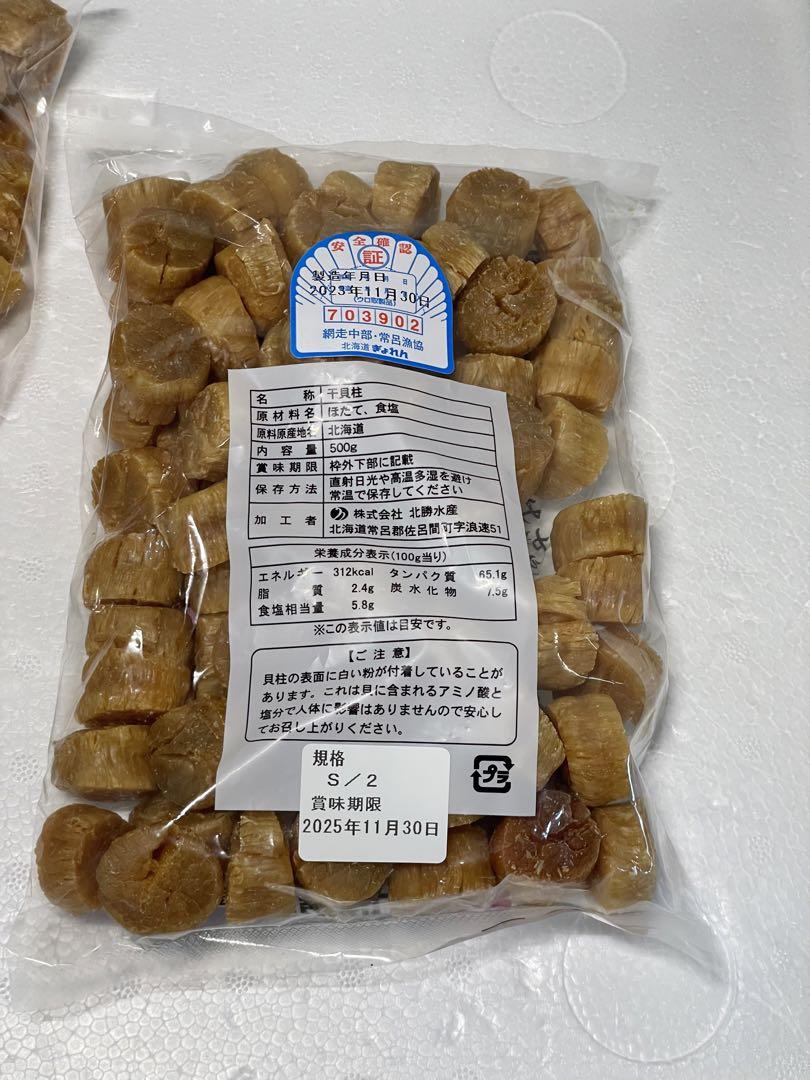 安全確認
証
製造年月日
2023年11月30日
(ウロ取製品)
703902
網走中部・常呂漁協
北海道 ぎょれん
名称 干貝柱
原材料名 ほたて、食塩
原料原産地名 北海道
内容量 500g
賞味期限 枠外下部に記載
保存方法 直射日光や高温多湿を避け
常温で保存してください
加工者 株式会社 北勝水産
北海道常呂郡佐呂間町字浪速51
栄養成分表示(100g当り)
エネルギー 312kcal タンパク質 65.1g
脂質 2.4g 炭水化物 7.5g
食塩相当量 5.8g
※この表示値は目安です。
【ご注意】
貝柱の表面に白い粉が付着していることが
あります。これは貝に含まれるアミノ酸と
塩分で人体に影響はありませんので安心し
てお召し上がりください。
規格
S/2
賞味期限
2025年11月30日
プラ